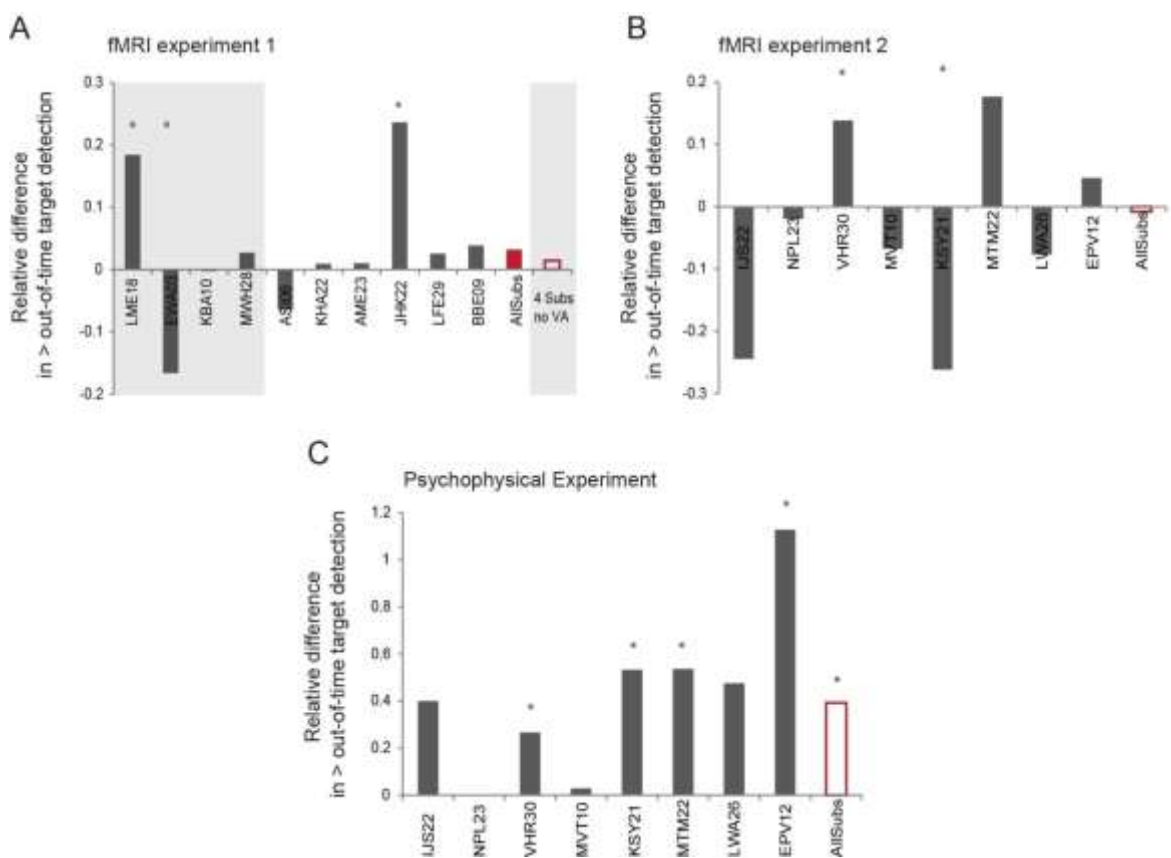 A
fMRI experiment 1
Relative difference
in > out-of-time target detection
0.3
0.2
0.1
0
-0.1
-0.2
* * *
LME18
KBA10
MWH28
KHA22
AME23
JHK22
LFE29
BBE09
AllSubs
4 Subs
no VA
B
fMRI experiment 2
Relative difference
in > out-of-time target detection
0.2
0.1
0
-0.1
-0.2
-0.3
* *
IJS22
NPL23
VHR30
MVT10
KSY21
MTM22
LWA26
EPV12
AllSubs
C
Psychophysical Experiment
Relative difference
in > out-of-time target detection
1.2
1
0.8
0.6
0.4
0.2
0
* * * * *
IJS22
NPL23
VHR30
MVT10
KSY21
MTM22
LWA26
EPV12
AllSubs